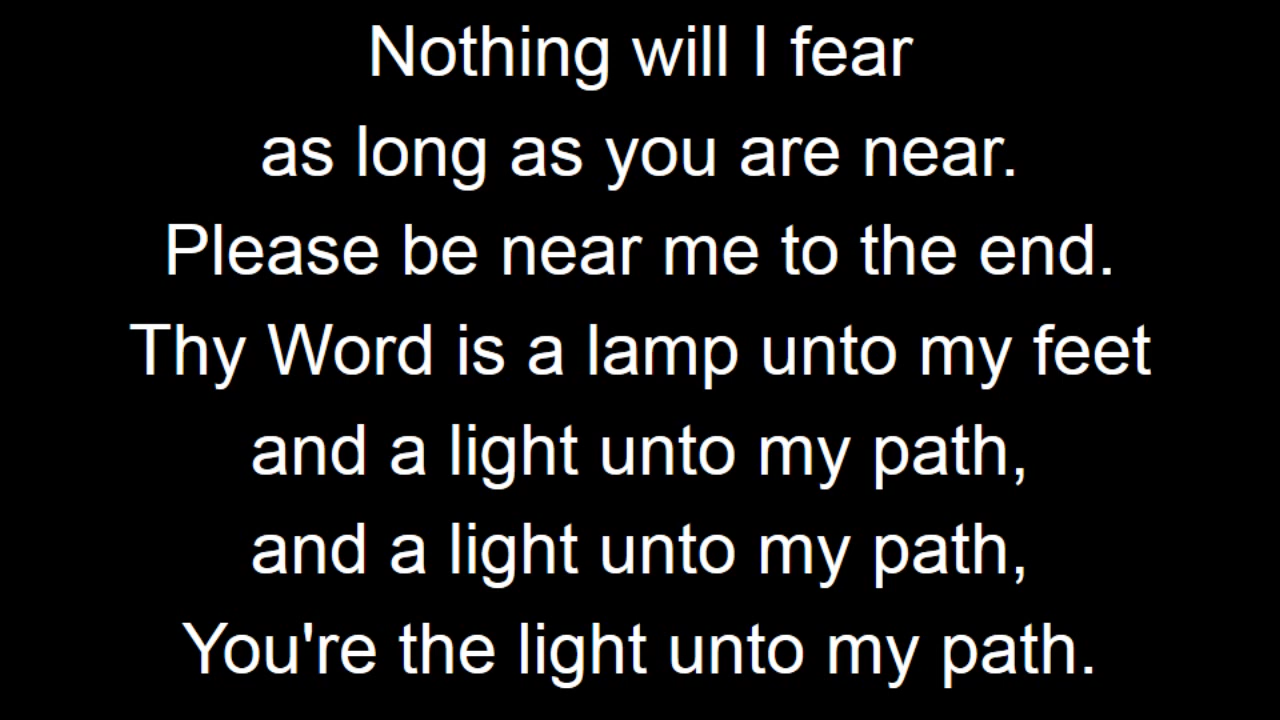 Nothing will I fear
as long as you are near.
Please be near me to the end.
Thy Word is a lamp unto my feet
and a light unto my path,
and a light unto my path,
You're the light unto my path.